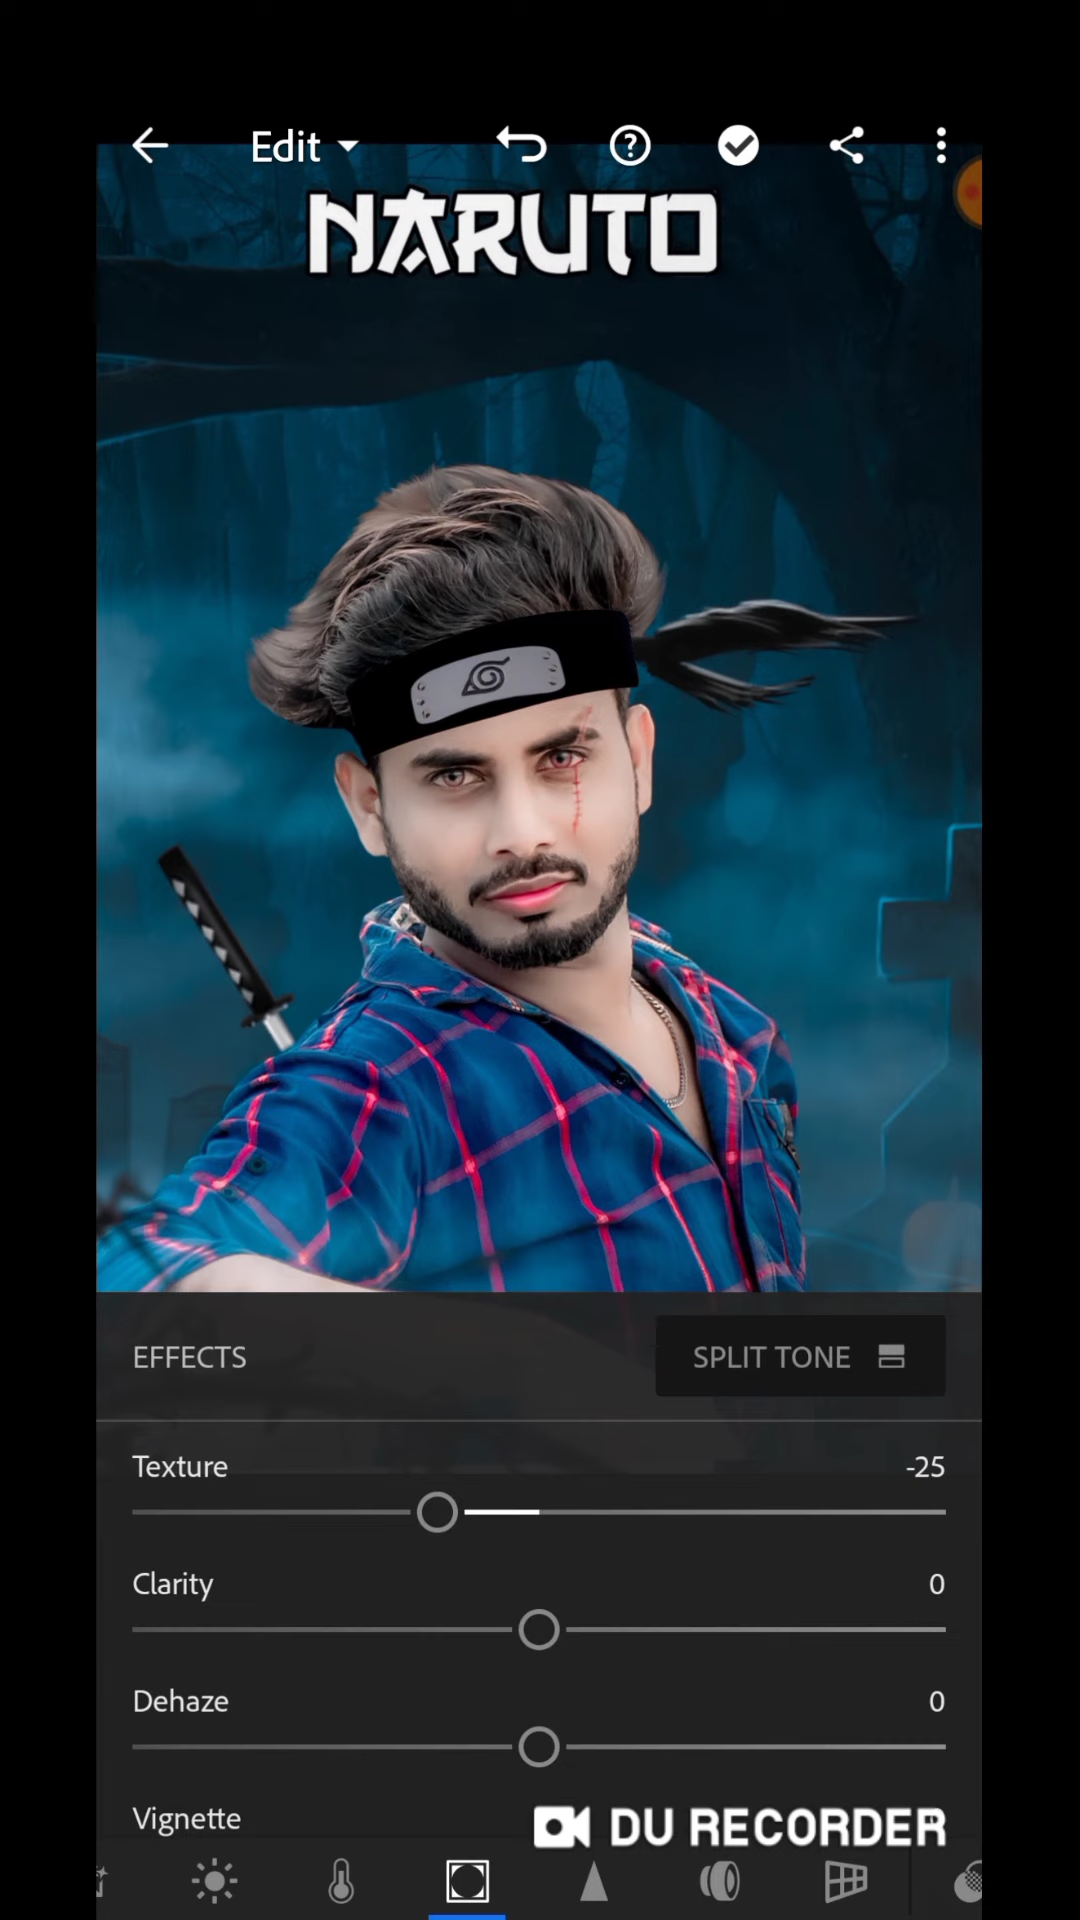 Edit
NARUTO
EFFECTS
SPLIT TONE
Texture -25
Clarity 0
Dehaze 0
Vignette
DU RECORDER